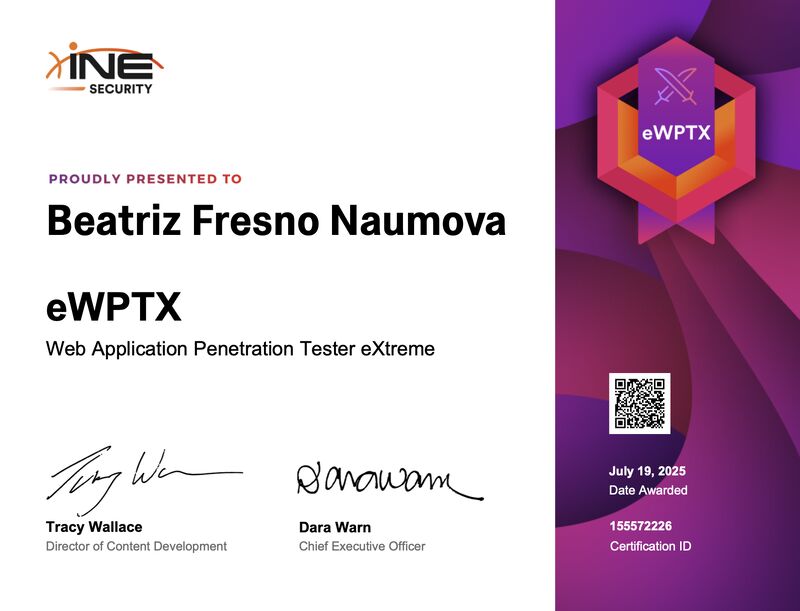 INE
SECURITY
PROUDLY PRESENTED TO
Beatriz Fresno Naumova
eWPTX
Web Application Penetration Tester eXtreme
Tracy Wallace
Director of Content Development
Dara Warn
Chief Executive Officer
eWPTX
July 19, 2025
Date Awarded
155572226
Certification ID